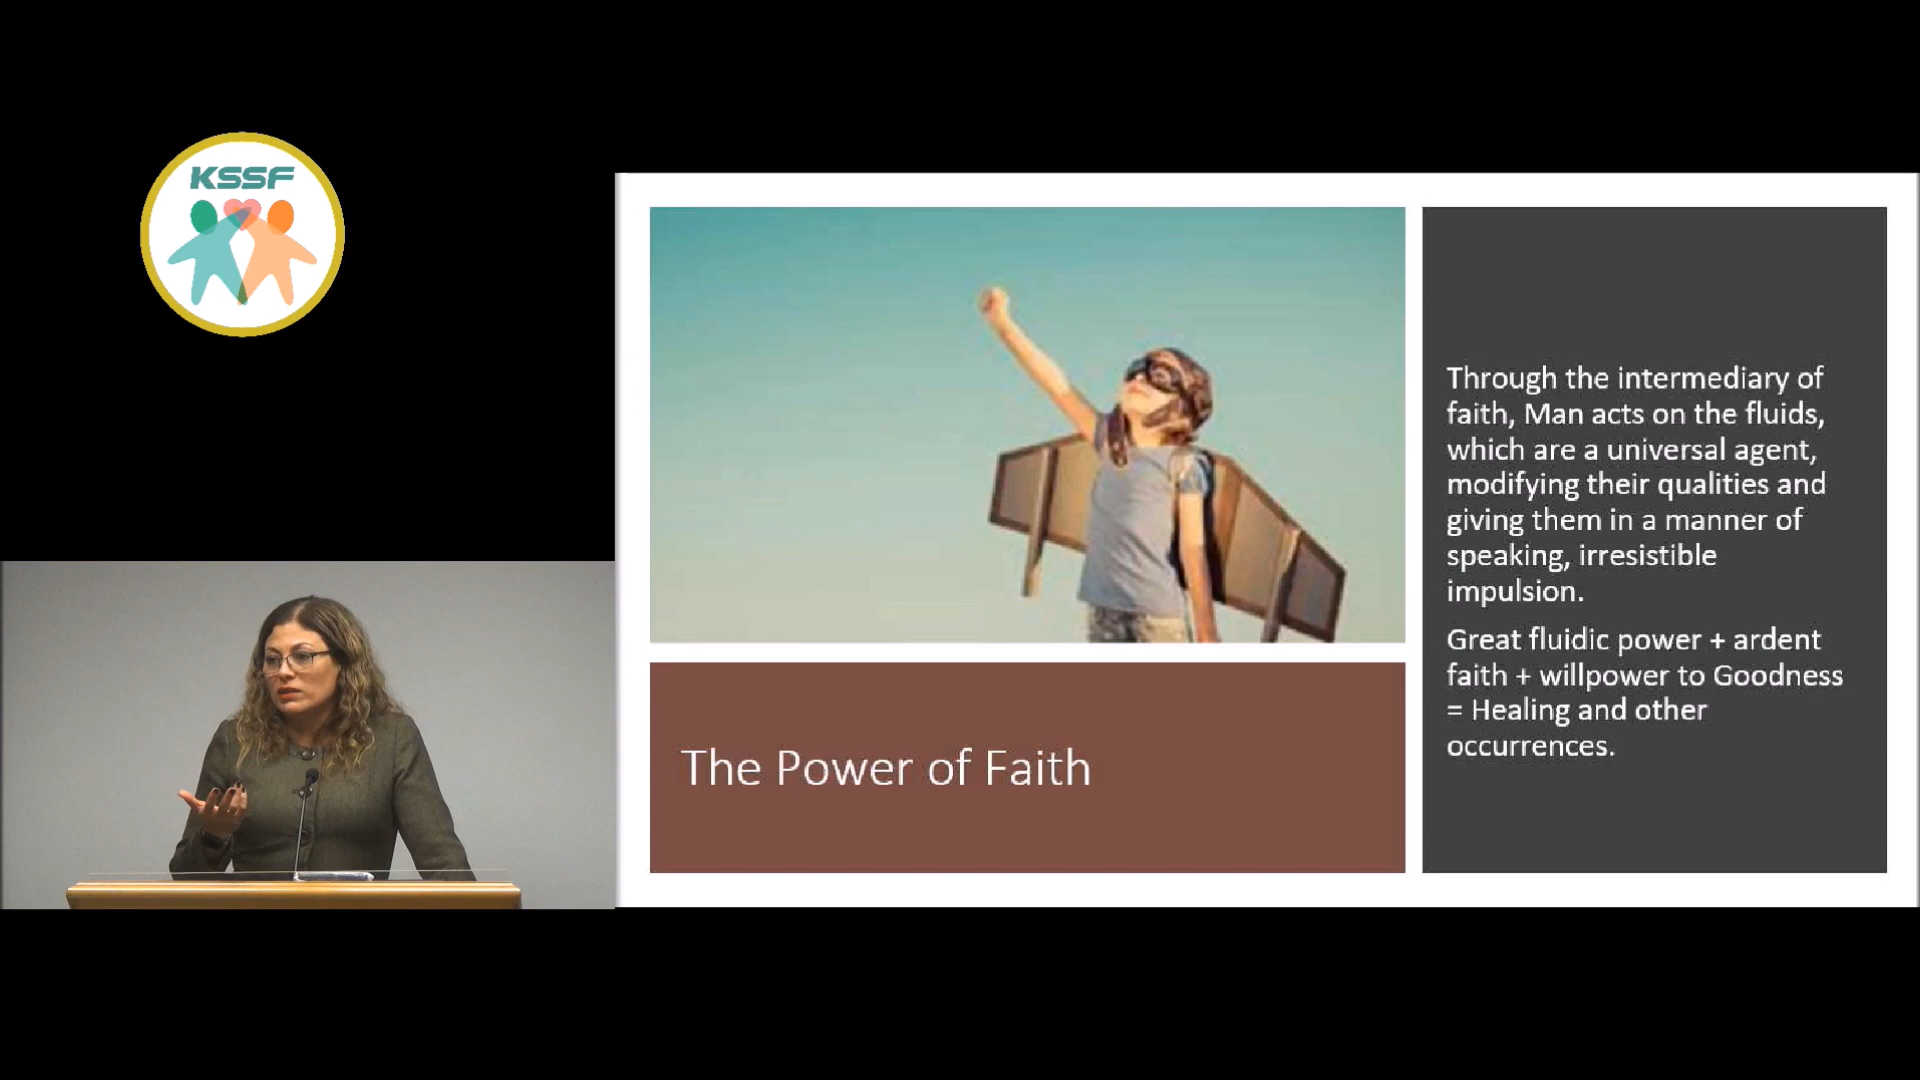 KSSF
The Power of Faith
Through the intermediary of
faith, Man acts on the fluids,
which are a universal agent,
modifying their qualities and
giving them in a manner of
speaking, irresistible
impulsion.
Great fluidic power + ardent
faith + willpower to Goodness
= Healing and other
occurrences.